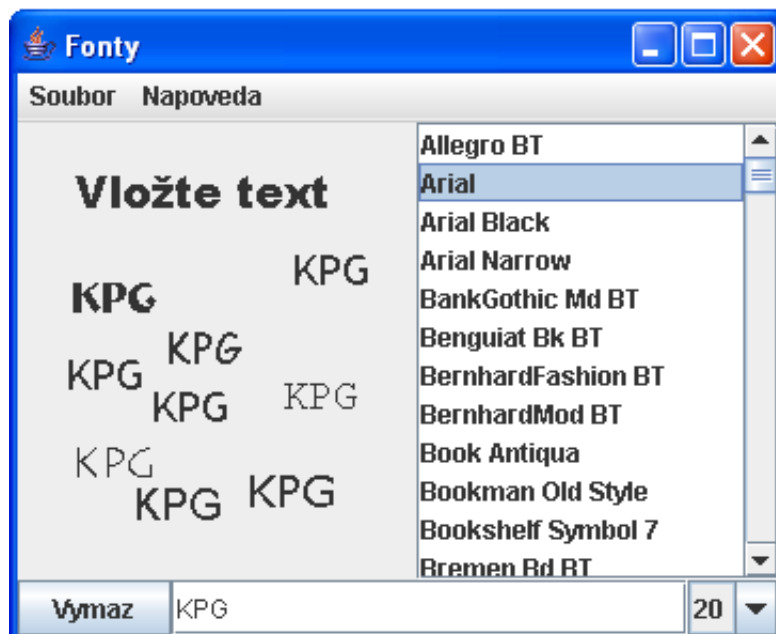 Fonty
Soubor Napoveda
Vložte text
KPG
KPG
KPG
KPG
KPG
KPG
KPG
KPG
KPG
Allegro BT
Arial
Arial Black
Arial Narrow
BankGothic Md BT
Benguiat Bk BT
BernhardFashion BT
BernhardMod BT
Book Antiqua
Bookman Old Style
Bookshelf Symbol 7
Bremen Bd BT
Vymaz KPG 20